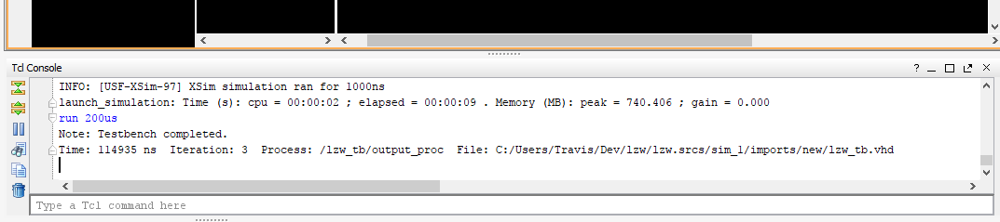 Tcl Console
INFO: [USF-XSim-97] XSim simulation ran for 1000ns
launch_simulation: Time (s): cpu = 00:00:02 ; elapsed = 00:00:09 . Memory (MB): peak = 740.406 ; gain = 0.000
run 200us
Note: Testbench completed.
Time: 114935 ns  Iteration: 3  Process: /lzw_tb/output_proc  File: C:/Users/Travis/Dev/lzw/lzw.srcs/sim_1/imports/new/lzw_tb.vhd
Type a Tcl command here